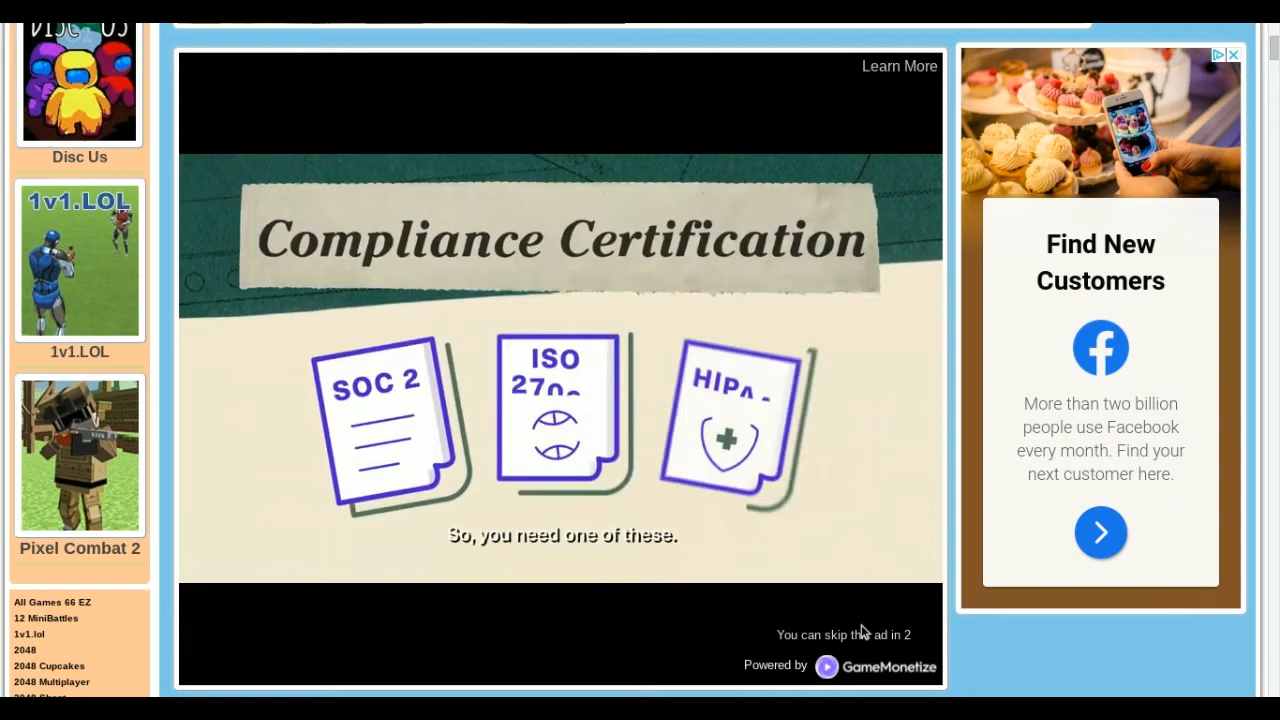 DISC US
Disc Us
1v1.LOL
1v1.LOL
Pixel Combat 2
All Games 66 EZ
12 MiniBattles
1v1.lol
2048
2048 Cupcakes
2048 Multiplayer
Learn More
Compliance Certification
SOC 2
ISO
HIPA
So, you need one of these.
You can skip the ad in 2
Powered by GameMonetize
Find New
Customers
More than two billion
people use Facebook
every month. Find your
next customer here.